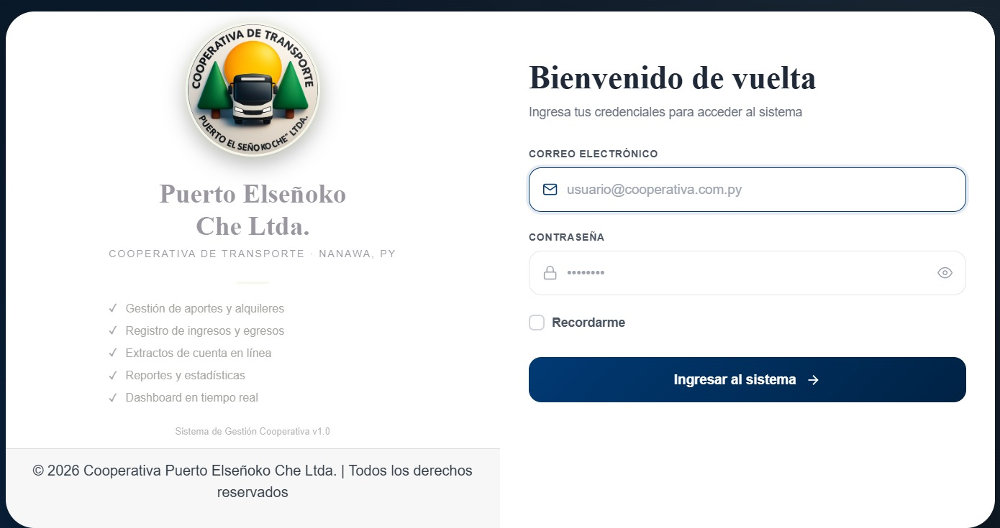 COOPERATIVA DE TRANSPORTE
PUERTO EL SEÑOKOCHE" LTDA.
Puerto Elseñoko
Che Ltda.
COOPERATIVA DE TRANSPORTE · NANAWA, PY
✓ Gestión de aportes y alquileres
✓ Registro de ingresos y egresos
✓ Extractos de cuenta en línea
✓ Reportes y estadísticas
✓ Dashboard en tiempo real
Sistema de Gestión Cooperativa v1.0
© 2026 Cooperativa Puerto Elseñoko Che Ltda. | Todos los derechos
reservados
Bienvenido de vuelta
Ingresa tus credenciales para acceder al sistema
CORREO ELECTRÓNICO
usuario@cooperativa.com.py
CONTRASEÑA
••••••••
Recordarme
Ingresar al sistema →